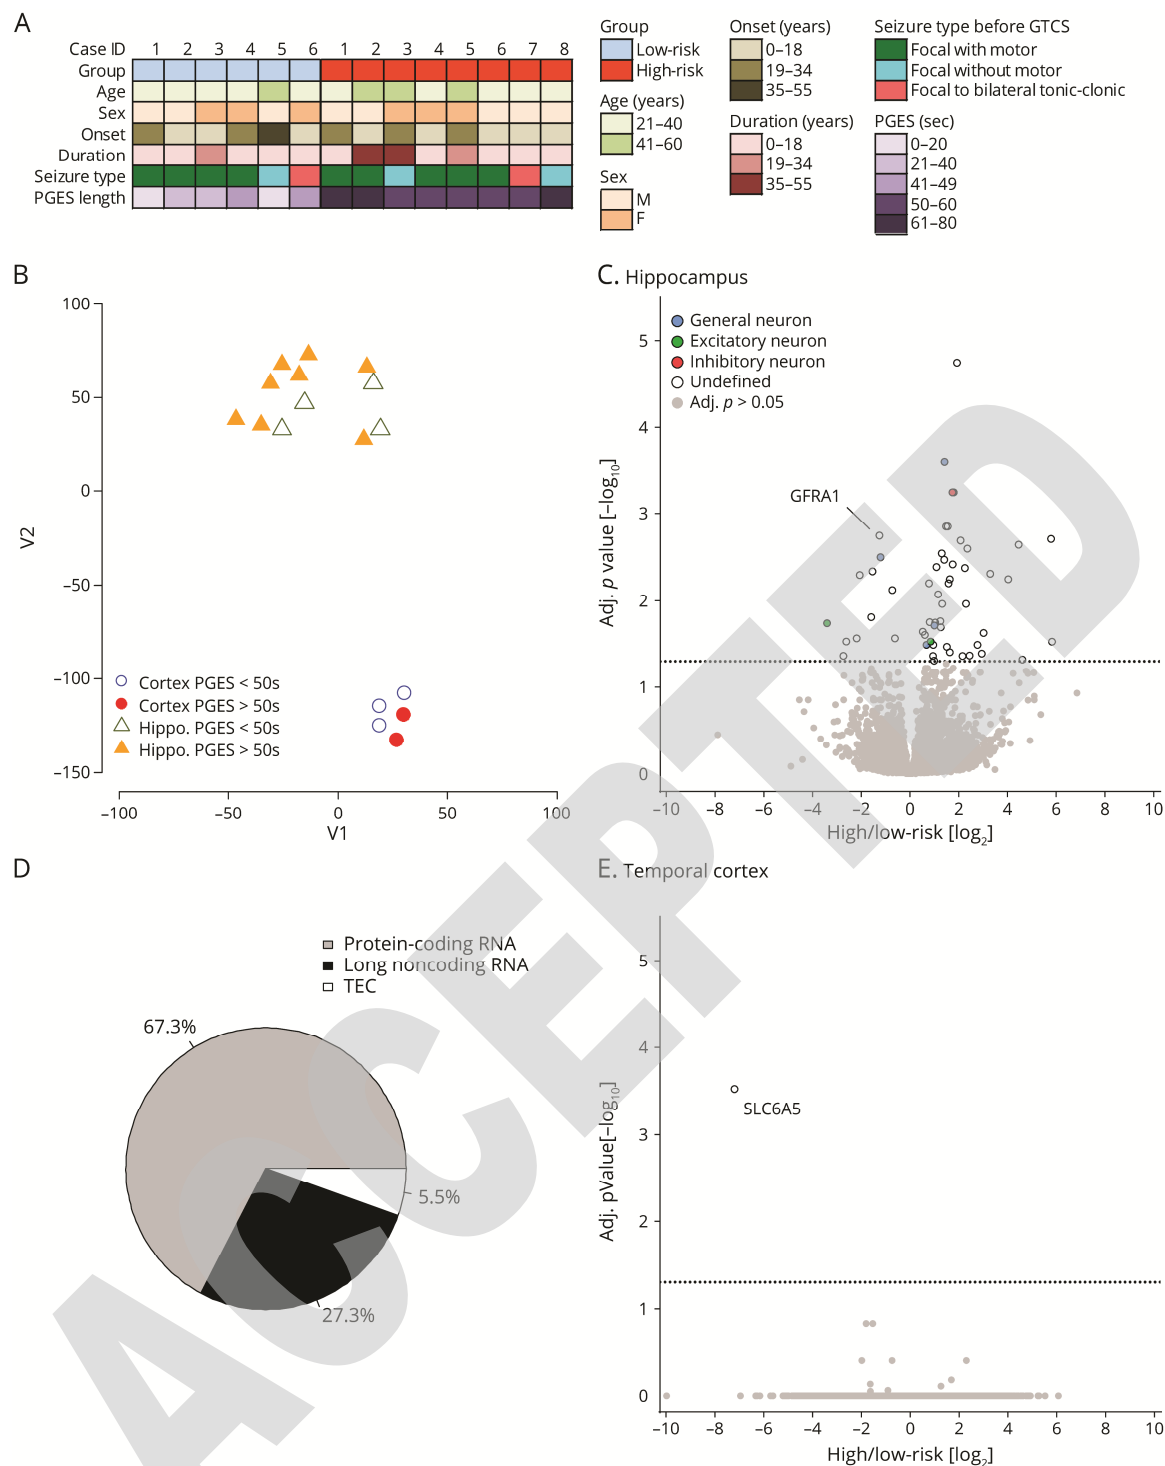 A
Case ID 1 2 3 4 5 6 1 2 3 4 5 6 7 8
Group
Age
Sex
Onset
Duration
Seizure type
PGES length
Group
Low-risk
High-risk
Age (years)
21–40
41–60
Sex
M
F
Onset (years)
0–18
19–34
35–55
Duration (years)
0–18
19–34
35–55
Seizure type before GTCS
Focal with motor
Focal without motor
Focal to bilateral tonic-clonic
PGES (sec)
0–20
21–40
41–49
50–60
61–80
B
100
50
0
−50
−100
−150
V2
Cortex PGES < 50s
Cortex PGES > 50s
Hippo. PGES < 50s
Hippo. PGES > 50s
−100 −50 0 50 100
V1
C. Hippocampus
General neuron
Excitatory neuron
Inhibitory neuron
Undefined
Adj. p > 0.05
GFRA1
5
4
3
2
1
0
Adj. p value [−log10]
−10 −8 −6 −4 −2 0 2 4 6 8 10
High/low-risk [log2]
D
Protein-coding RNA
Long noncoding RNA
TEC
67.3%
5.5%
27.3%
E. Temporal cortex
5
4
3
2
1
0
Adj. pValue[−log10]
SLC6A5
−10 −8 −6 −4 −2 0 2 4 6 8 10
High/low-risk [log2]
ACCEPTED